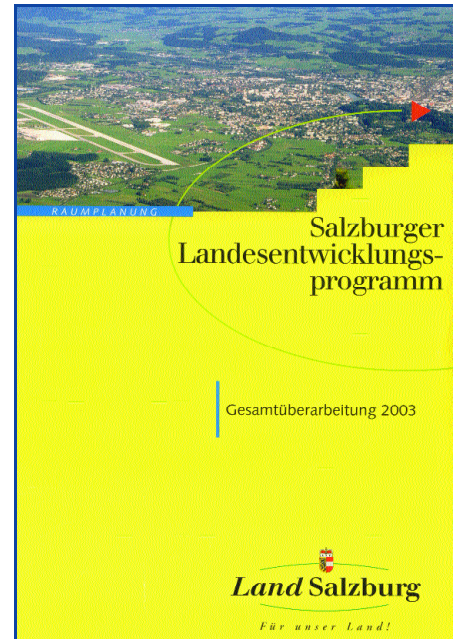 RAUMPLANUNG
Salzburger
Landesentwicklungs-
programm
Gesamtüberarbeitung 2003
Land Salzburg
Für unser Land!